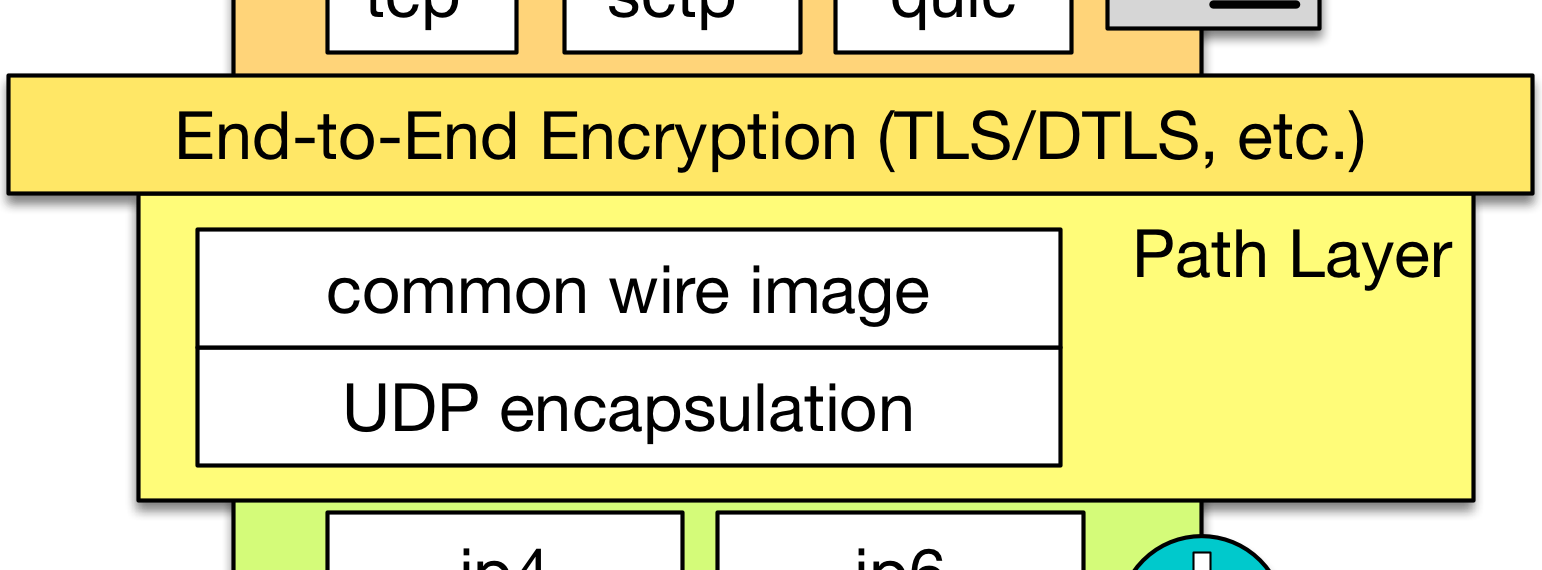 tcp sctp quic
End-to-End Encryption (TLS/DTLS, etc.)
Path Layer
common wire image
UDP encapsulation
ip4 ip6